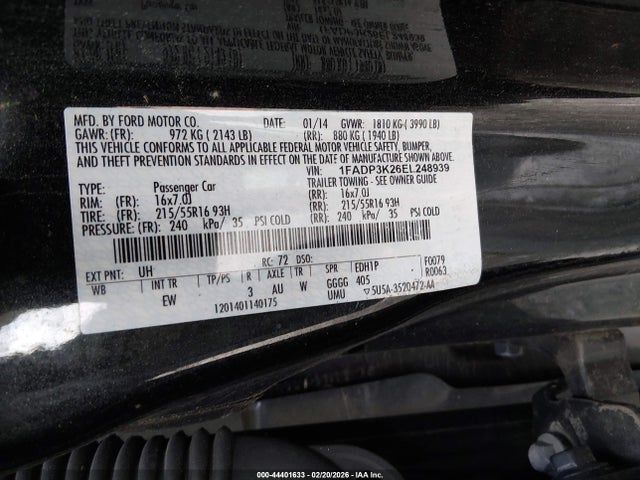 MFD. BY FORD MOTOR CO. DATE: 01/14 GVWR: 1810 KG ( 3990 LB)
GAWR: (FR): 972 KG ( 2143 LB) (RR): 880 KG ( 1940 LB)
THIS VEHICLE CONFORMS TO ALL APPLICABLE FEDERAL MOTOR VEHICLE SAFETY, BUMPER,
AND THEFT PREVENTION STANDARDS IN EFFECT ON THE DATE OF MANUFACTURE SHOWN ABOVE.
VIN: 1FADP3K26EL248939
TYPE: Passenger Car TRAILER TOWING - SEE OWNER GUIDE
RIM: (FR): 16x7.0J (RR): 16x7.0J
TIRE: (FR): 215/55R16 93H (RR): 215/55R16 93H
PRESSURE: (FR): 240 kPa/ 35 PSI COLD (RR): 240 kPa/ 35 PSI COLD
EXT PNT: UH RC: 72 DSO: F0079
WB INT TR TP/PS R AXLE TR SPR EDH1P R0063
EW 3 AU W GGGG 405
1201401140175 UMU ▽5U5A-3520472-AA
000-44401633 - 02/20/2026 - COPYRIGHT IAA, LLC